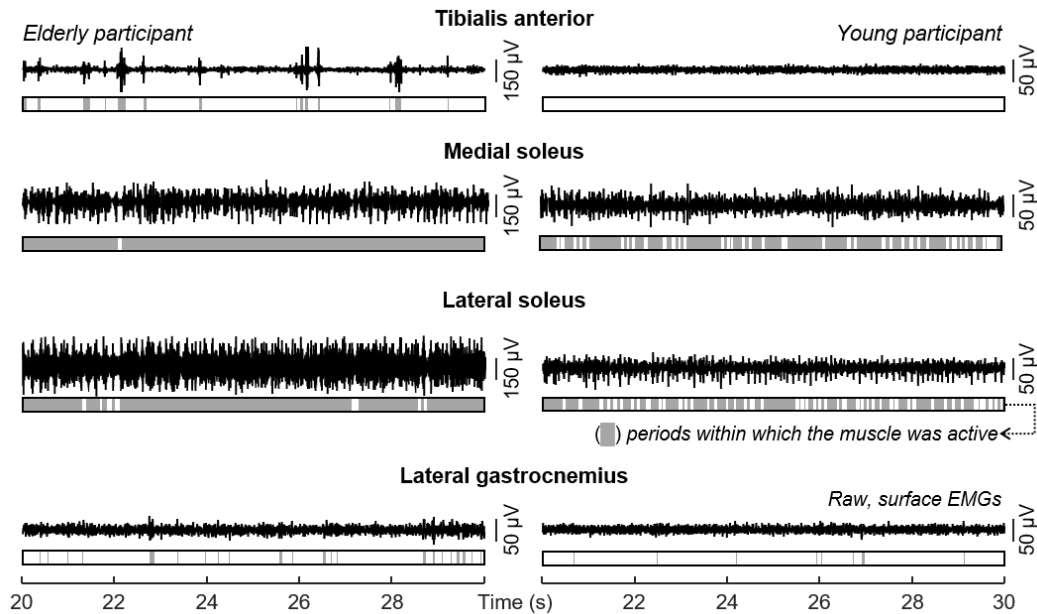 Tibialis anterior
Elderly participant
Young participant
150 µV
50 µV
Medial soleus
150 µV
50 µV
Lateral soleus
150 µV
50 µV
( ) periods within which the muscle was active
Lateral gastrocnemius
Raw, surface EMGs
50 µV
50 µV
20 22 24 26 28 Time (s) 22 24 26 28 30